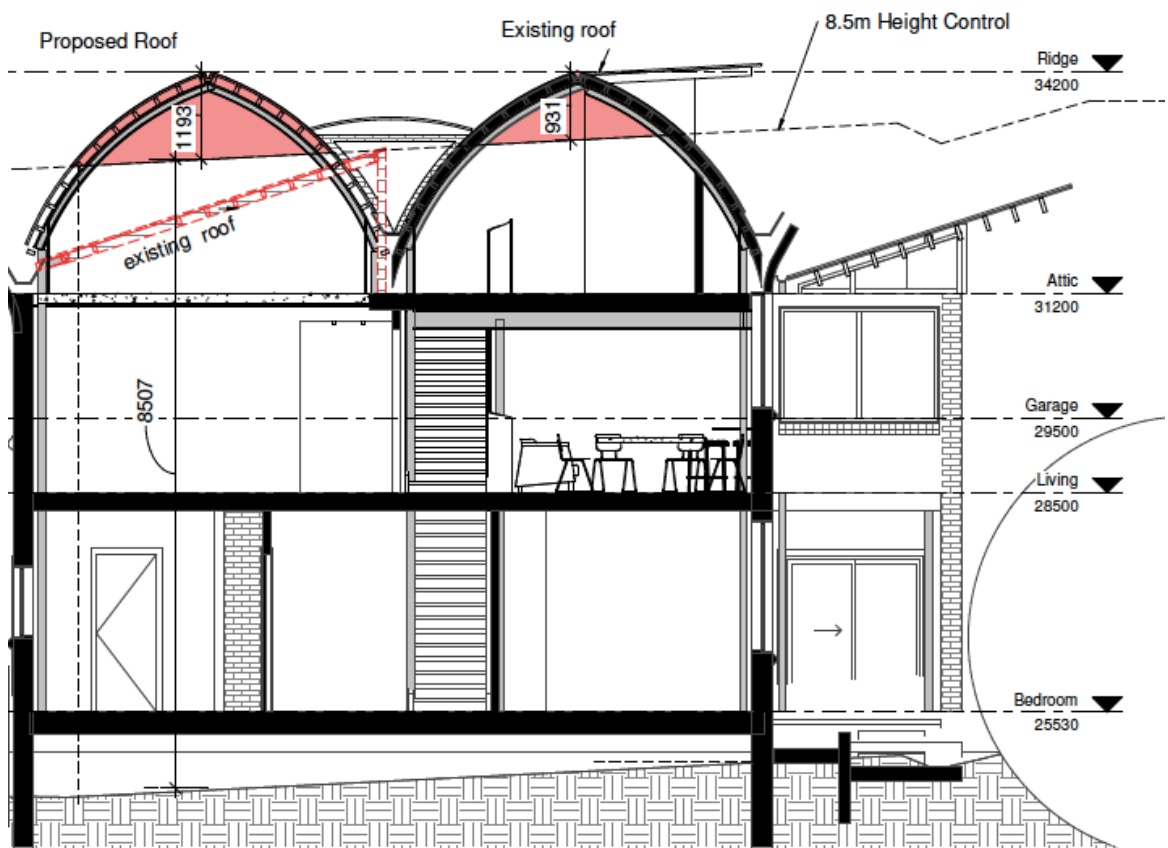 Proposed Roof
Existing roof
8.5m Height Control
Ridge
34200
1193
931
existing roof
Attic
31200
8507
Garage
29500
Living
28500
Bedroom
25530